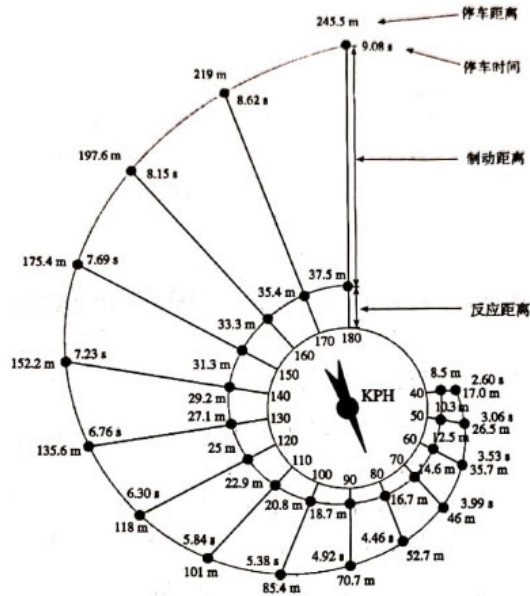 245.5 m
停车距离
9.08 s
停车时间
219 m
8.62 s
197.6 m
8.15 s
制动距离
175.4 m
7.69 s
37.5 m
35.4 m
反应距离
33.3 m
180
170
160
31.3 m
150
152.2 m
7.23 s
29.2 m
140
KPH
40
8.5 m
2.60 s
17.0 m
27.1 m
130
50
10.3 m
3.06 s
26.5 m
135.6 m
6.76 s
25 m
120
60
12.5 m
3.53 s
35.7 m
110
100
90
80
70
14.6 m
22.9 m
20.8 m
18.7 m
16.7 m
3.99 s
46 m
6.30 s
118 m
5.84 s
101 m
5.38 s
85.4 m
4.92 s
70.7 m
4.46 s
52.7 m